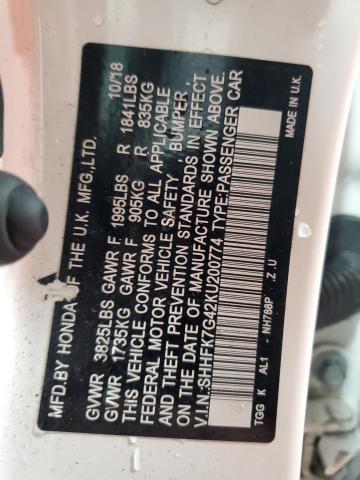 MFD.BY HONDA OF THE U.K. MFG.,LTD. 10/18
GVWR 3825LBS GAWR F 1995LBS R 1841LBS
GVWR 1735KG GAWR F 905KG R 835KG
THIS VEHICLE CONFORMS TO ALL APPLICABLE
FEDERAL MOTOR VEHICLE SAFETY , BUMPER ,
AND THEFT PREVENTION STANDARDS IN EFFECT
ON THE DATE OF MANUFACTURE SHOWN ABOVE.
V.I.N.:SHHFK7G42KU200774 TYPE:PASSENGER CAR
TGG K AL1 - NH788P . Z . U MADE IN U.K.